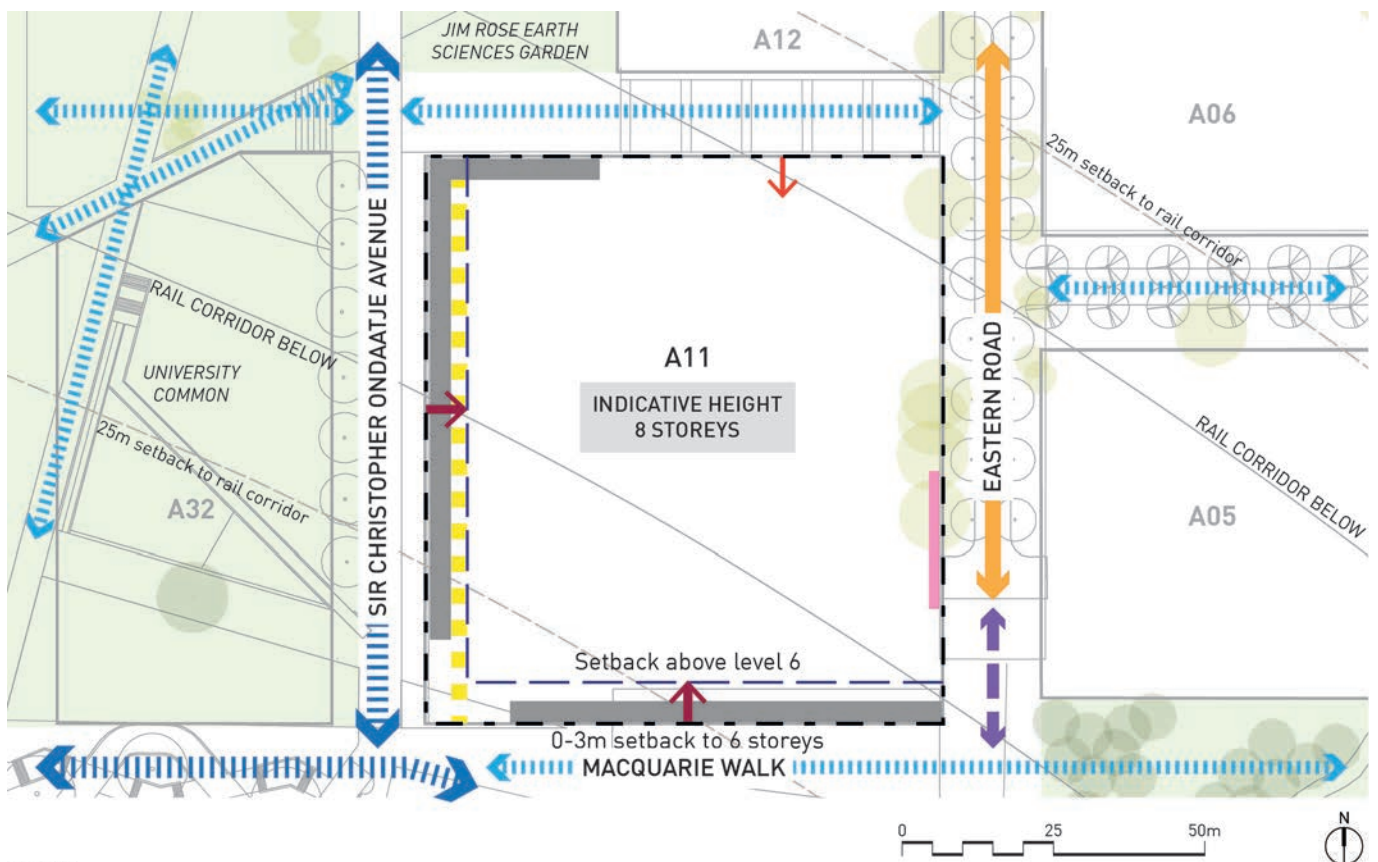 JIM ROSE EARTH
SCIENCES GARDEN
A12
A06
25m setback to rail corridor
SIR CHRISTOPHER ONDAATJE AVENUE
RAIL CORRIDOR BELOW
UNIVERSITY
COMMON
25m setback to rail corridor
A32
A11
INDICATIVE HEIGHT
8 STOREYS
EASTERN ROAD
RAIL CORRIDOR BELOW
A05
Setback above level 6
0-3m setback to 6 storeys
MACQUARIE WALK
0 25 50m
N